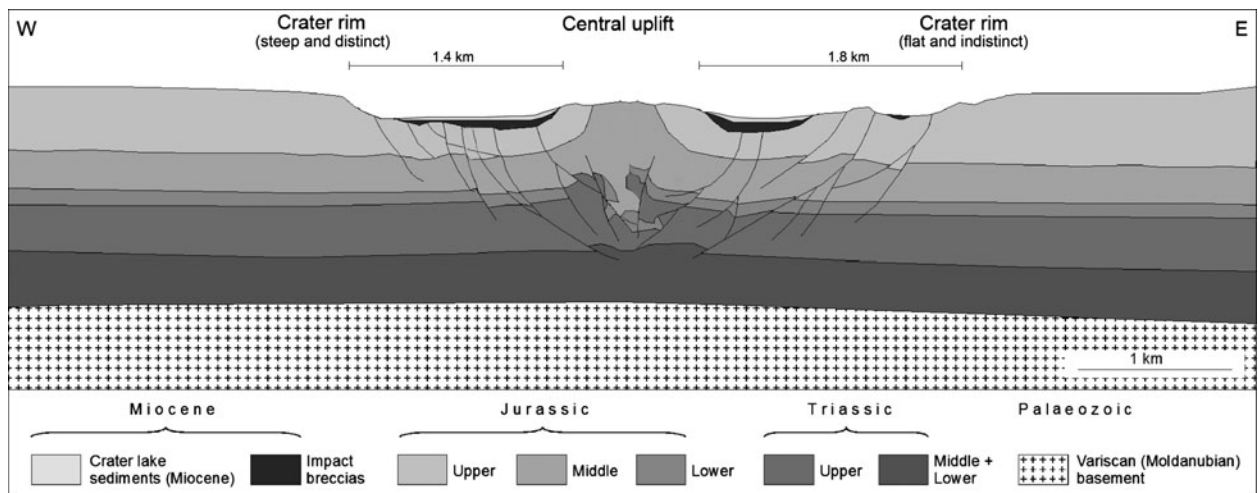 W
Crater rim
(steep and distinct)
Central uplift
Crater rim
(flat and indistinct)
E
1.4 km
1.8 km
1 km
Miocene
Jurassic
Triassic
Palaeozoic
Crater lake
sediments (Miocene)
Impact
breccias
Upper
Middle
Lower
Upper
Middle +
Lower
Variscan (Moldanubian)
basement